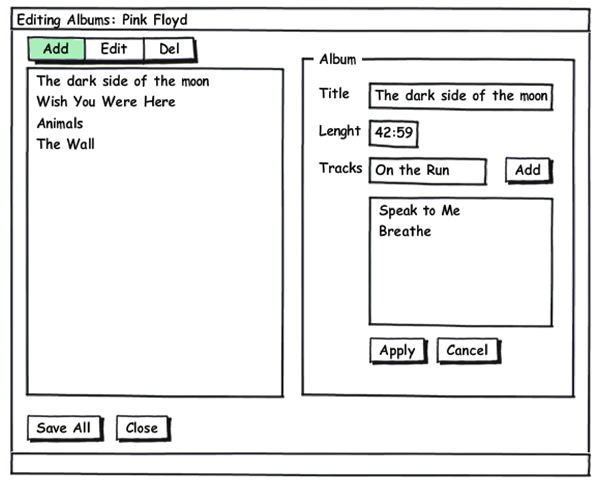 Editing Albums: Pink Floyd
Add Edit Del
The dark side of the moon
Wish You Were Here
Animals
The Wall
Album
Title The dark side of the moon
Lenght 42:59
Tracks On the Run Add
Speak to Me
Breathe
Apply Cancel
Save All Close